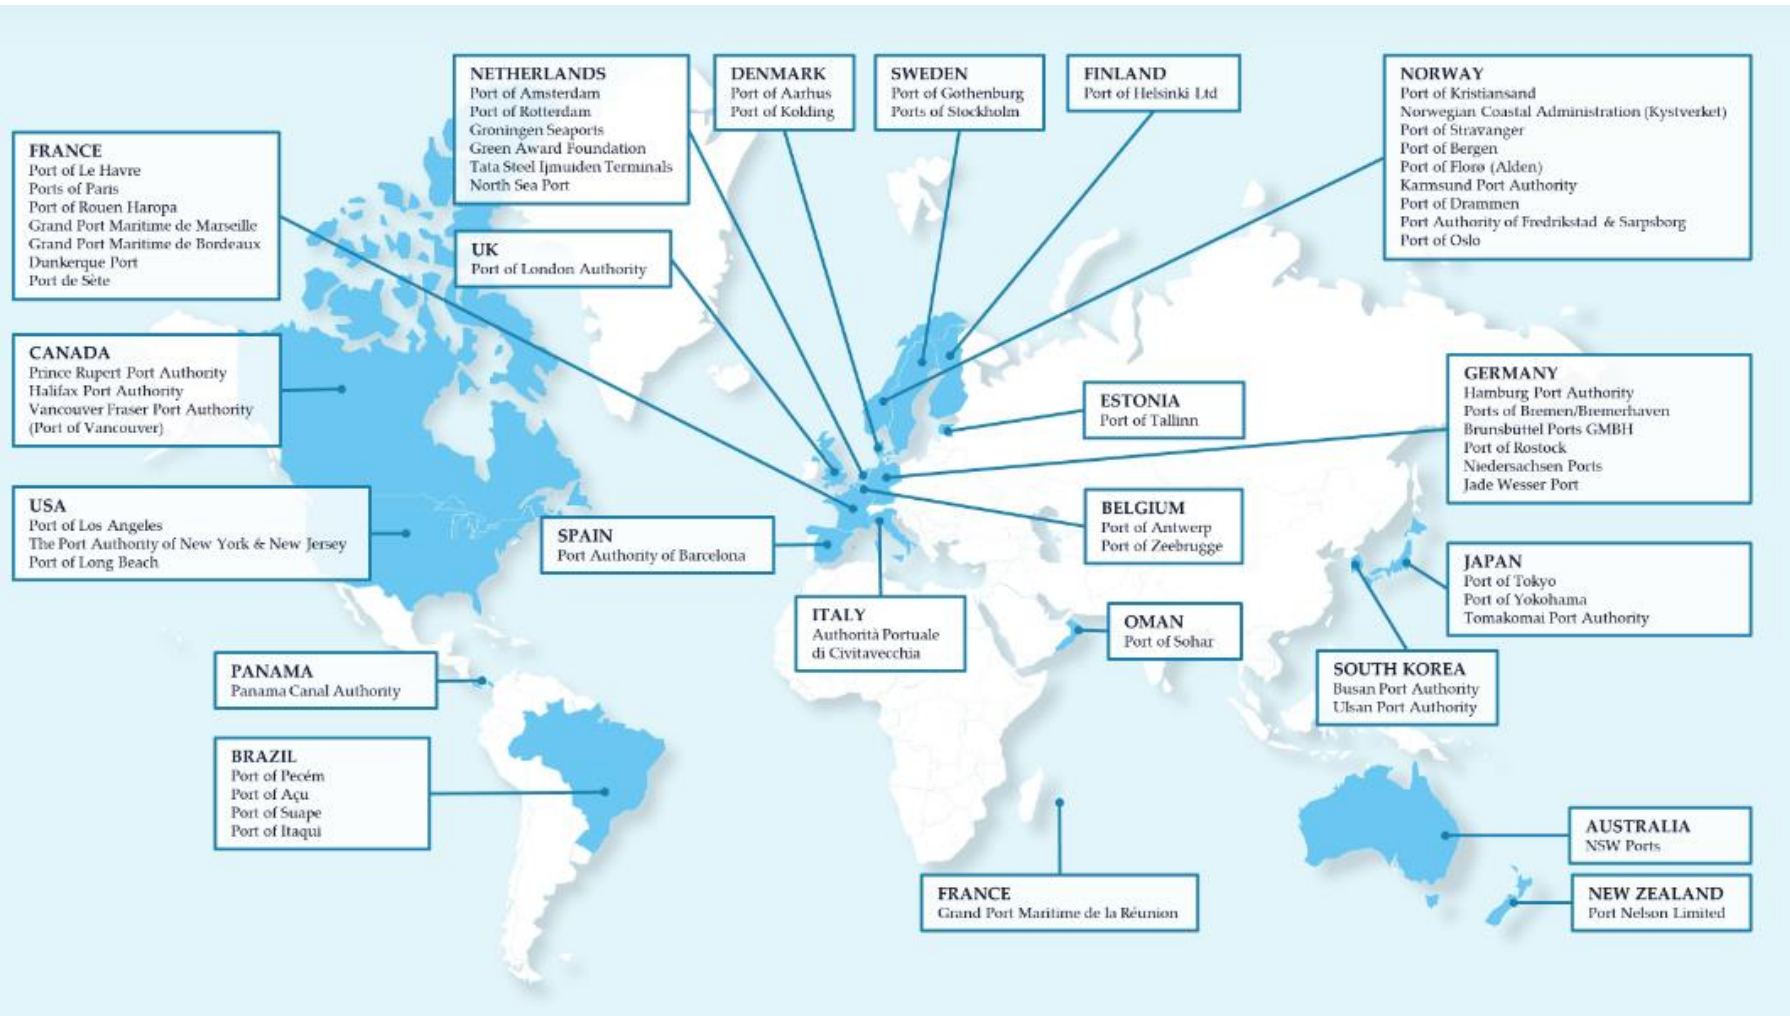 NETHERLANDS
Port of Amsterdam
Port of Rotterdam
Groningen Seaports
Green Award Foundation
Tata Steel Ijmuiden Terminals
North Sea Port
DENMARK
Port of Aarhus
Port of Kolding
SWEDEN
Port of Gothenburg
Ports of Stockholm
FINLAND
Port of Helsinki Ltd
NORWAY
Port of Kristiansand
Norwegian Coastal Administration (Kystverket)
Port of Stravanger
Port of Bergen
Port of Florø (Alden)
Karmsund Port Authority
Port of Drammen
Port Authority of Fredrikstad & Sarpsborg
Port of Oslo
FRANCE
Port of Le Havre
Ports of Paris
Port of Rouen Haropa
Grand Port Maritime de Marseille
Grand Port Maritime de Bordeaux
Dunkerque Port
Port de Sète
UK
Port of London Authority
CANADA
Prince Rupert Port Authority
Halifax Port Authority
Vancouver Fraser Port Authority
(Port of Vancouver)
GERMANY
Hamburg Port Authority
Ports of Bremen/Bremerhaven
Brunsbüttel Ports GMBH
Port of Rostock
Niedersachsen Ports
Jade Wesser Port
ESTONIA
Port of Tallinn
USA
Port of Los Angeles
The Port Authority of New York & New Jersey
Port of Long Beach
SPAIN
Port Authority of Barcelona
BELGIUM
Port of Antwerp
Port of Zeebrugge
JAPAN
Port of Tokyo
Port of Yokohama
Tomakomai Port Authority
ITALY
Authorità Portuale
di Civitavecchia
OMAN
Port of Sohar
SOUTH KOREA
Busan Port Authority
Ulsan Port Authority
PANAMA
Panama Canal Authority
BRAZIL
Port of Pecém
Port of Açu
Port of Suape
Port of Itaqui
AUSTRALIA
NSW Ports
FRANCE
Grand Port Maritime de la Réunion
NEW ZEALAND
Port Nelson Limited